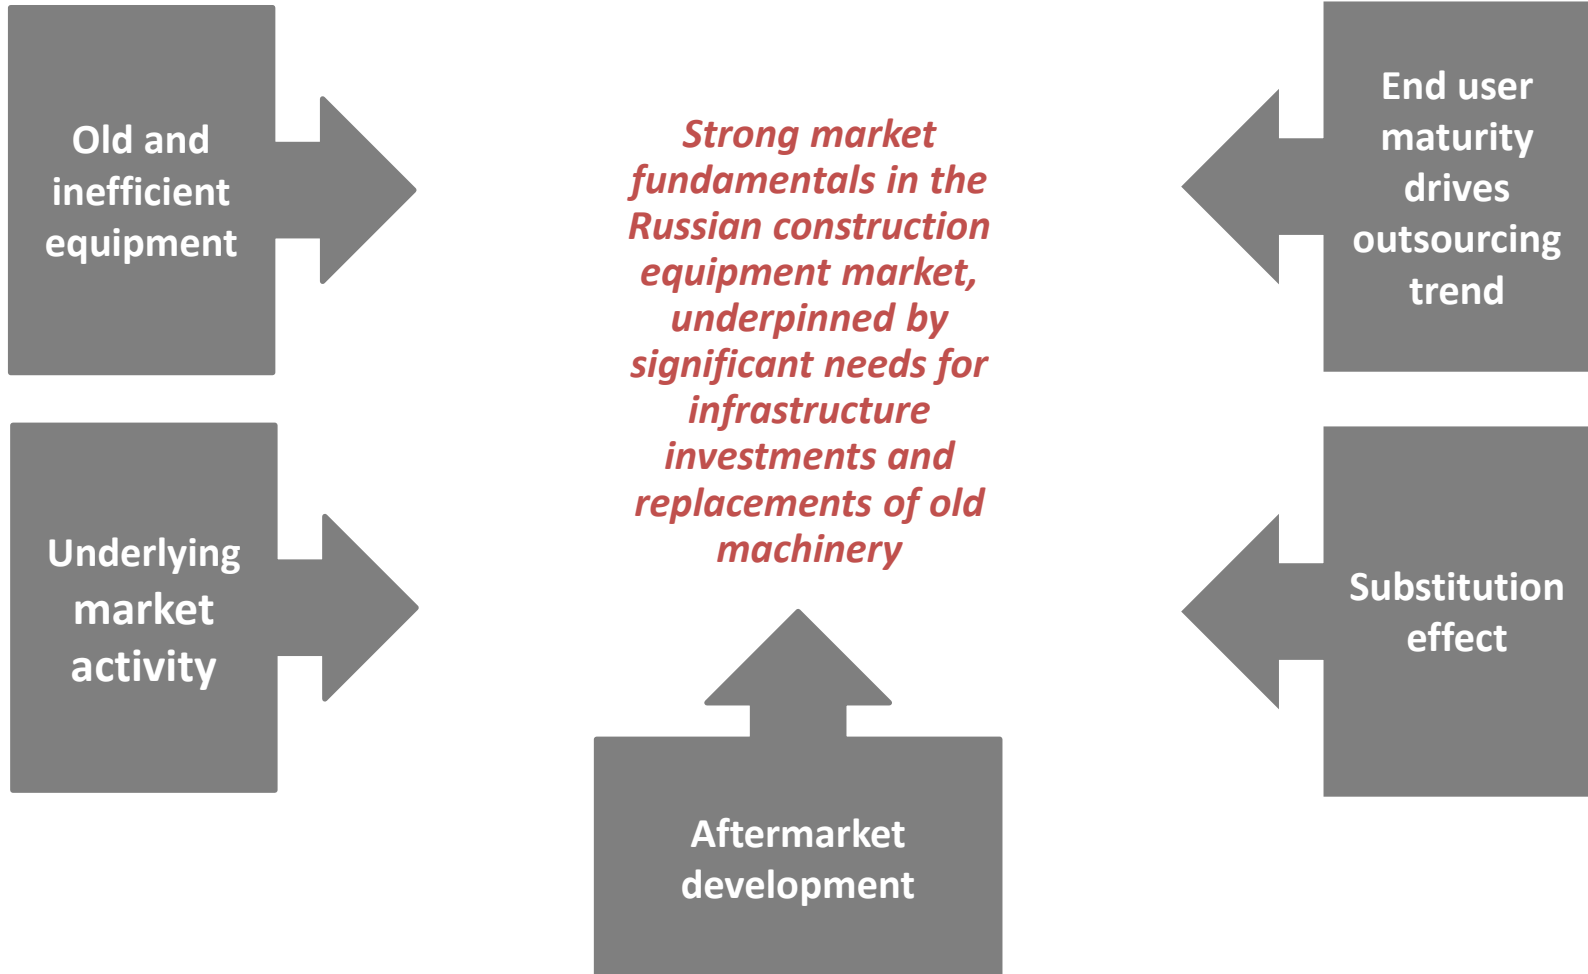 Old and
inefficient
equipment
Underlying
market
activity
Strong market
fundamentals in the
Russian construction
equipment market,
underpinned by
significant needs for
infrastructure
investments and
replacements of old
machinery
Aftermarket
development
End user
maturity
drives
outsourcing
trend
Substitution
effect